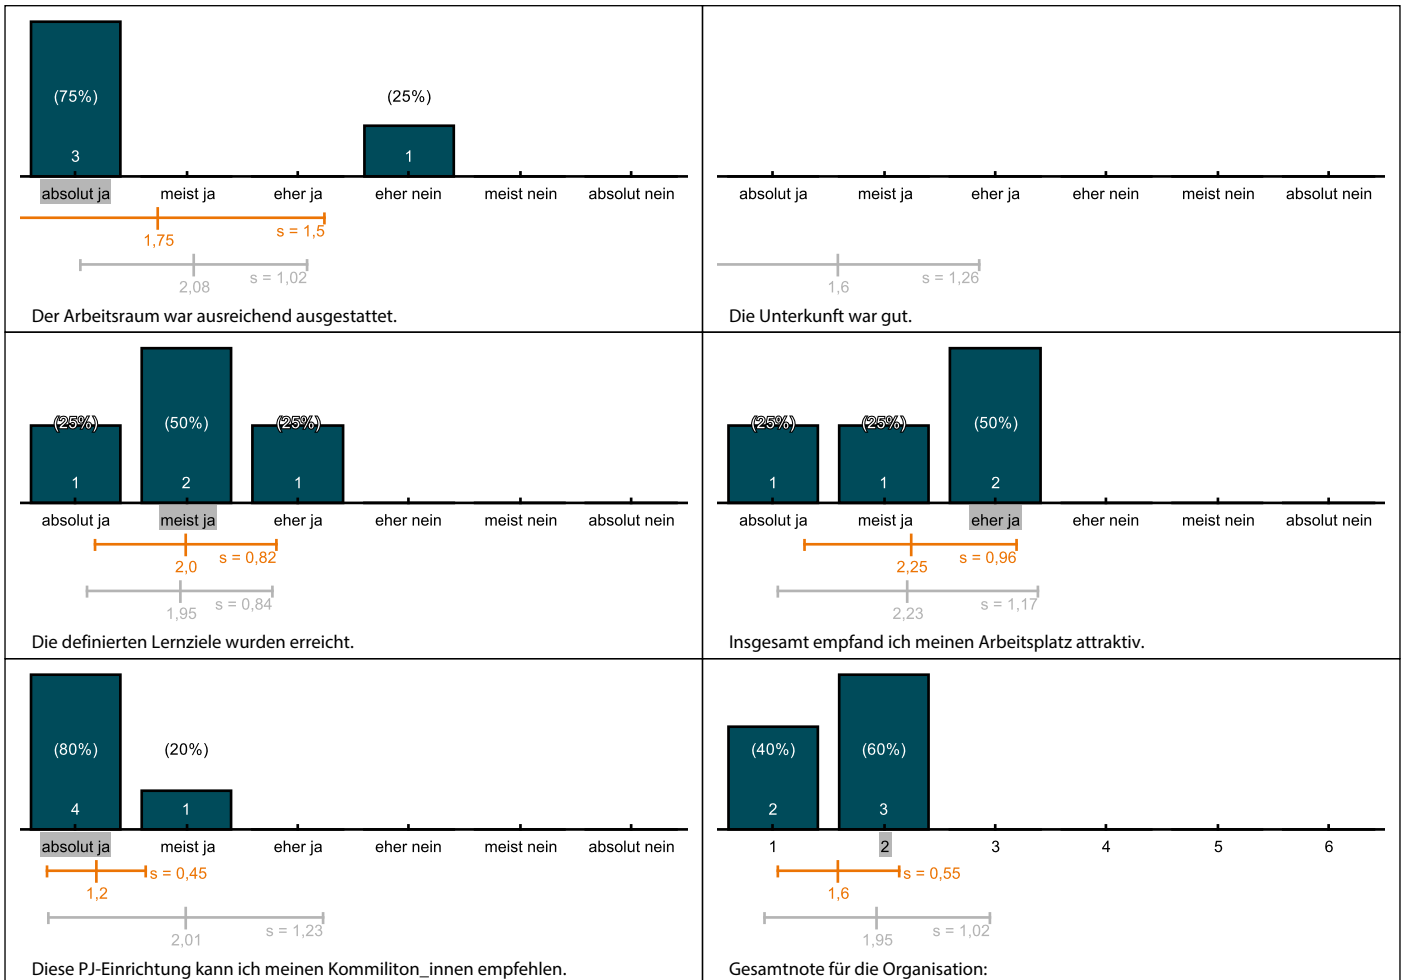 (75%) (25%)
3 1
absolut ja meist ja eher ja eher nein meist nein absolut nein
1,75 s = 1,5
2,08 s = 1,02
Der Arbeitsraum war ausreichend ausgestattet.
absolut ja meist ja eher ja eher nein meist nein absolut nein
1,6 s = 1,26
Die Unterkunft war gut.
(25%) (50%) (25%)
1 2 1
absolut ja meist ja eher ja eher nein meist nein absolut nein
2,0 s = 0,82
1,95 s = 0,84
Die definierten Lernziele wurden erreicht.
(25%) (25%) (50%)
1 1 2
absolut ja meist ja eher ja eher nein meist nein absolut nein
2,25 s = 0,96
2,23 s = 1,17
Insgesamt empfand ich meinen Arbeitsplatz attraktiv.
(80%) (20%)
4 1
absolut ja meist ja eher ja eher nein meist nein absolut nein
1,2 s = 0,45
2,01 s = 1,23
Diese PJ-Einrichtung kann ich meinen Kommiliton_innen empfehlen.
(40%) (60%)
2 3
1 2 3 4 5 6
1,6 s = 0,55
1,95 s = 1,02
Gesamtnote für die Organisation: